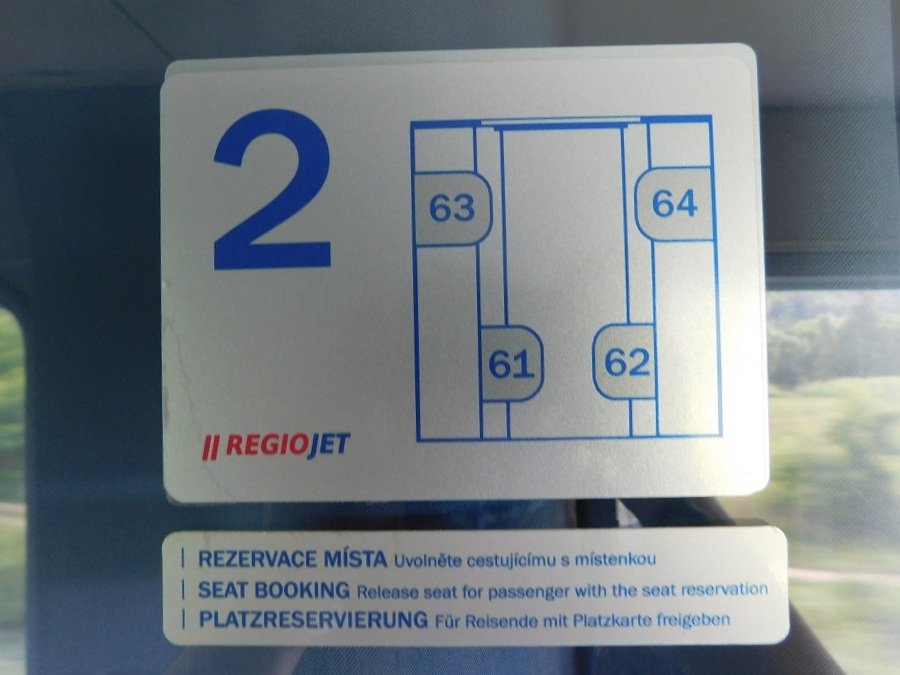 2
63 64
61 62
REGIOJET
REZERVACE MÍSTA Uvolněte cestujícímu s místenkou
SEAT BOOKING Release seat for passenger with the seat reservation
PLATZRESERVIERUNG Für Reisende mit Platzkarte freigeben